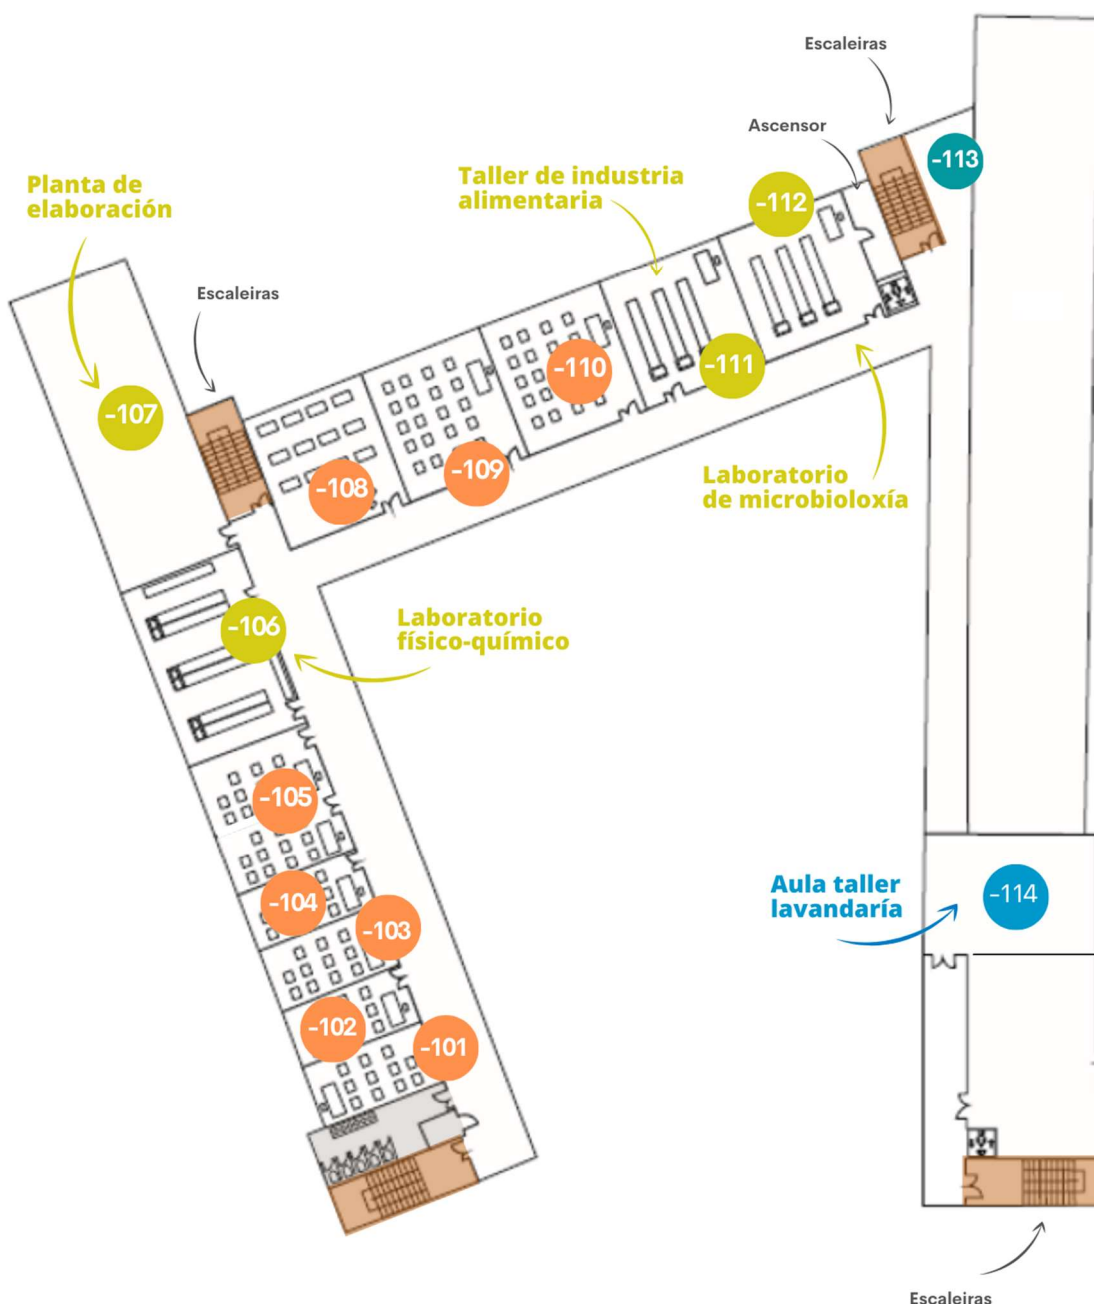 Escaleiras
Ascensor
-113
Planta de
elaboración
Taller de industria
alimentaria
-112
Escaleiras
-107
-111
-110
-109
-108
Laboratorio
de microbioloxía
Laboratorio
físico-químico
-106
-105
-104
-103
Aula taller
lavandaría
-114
-102
-101
Escaleiras